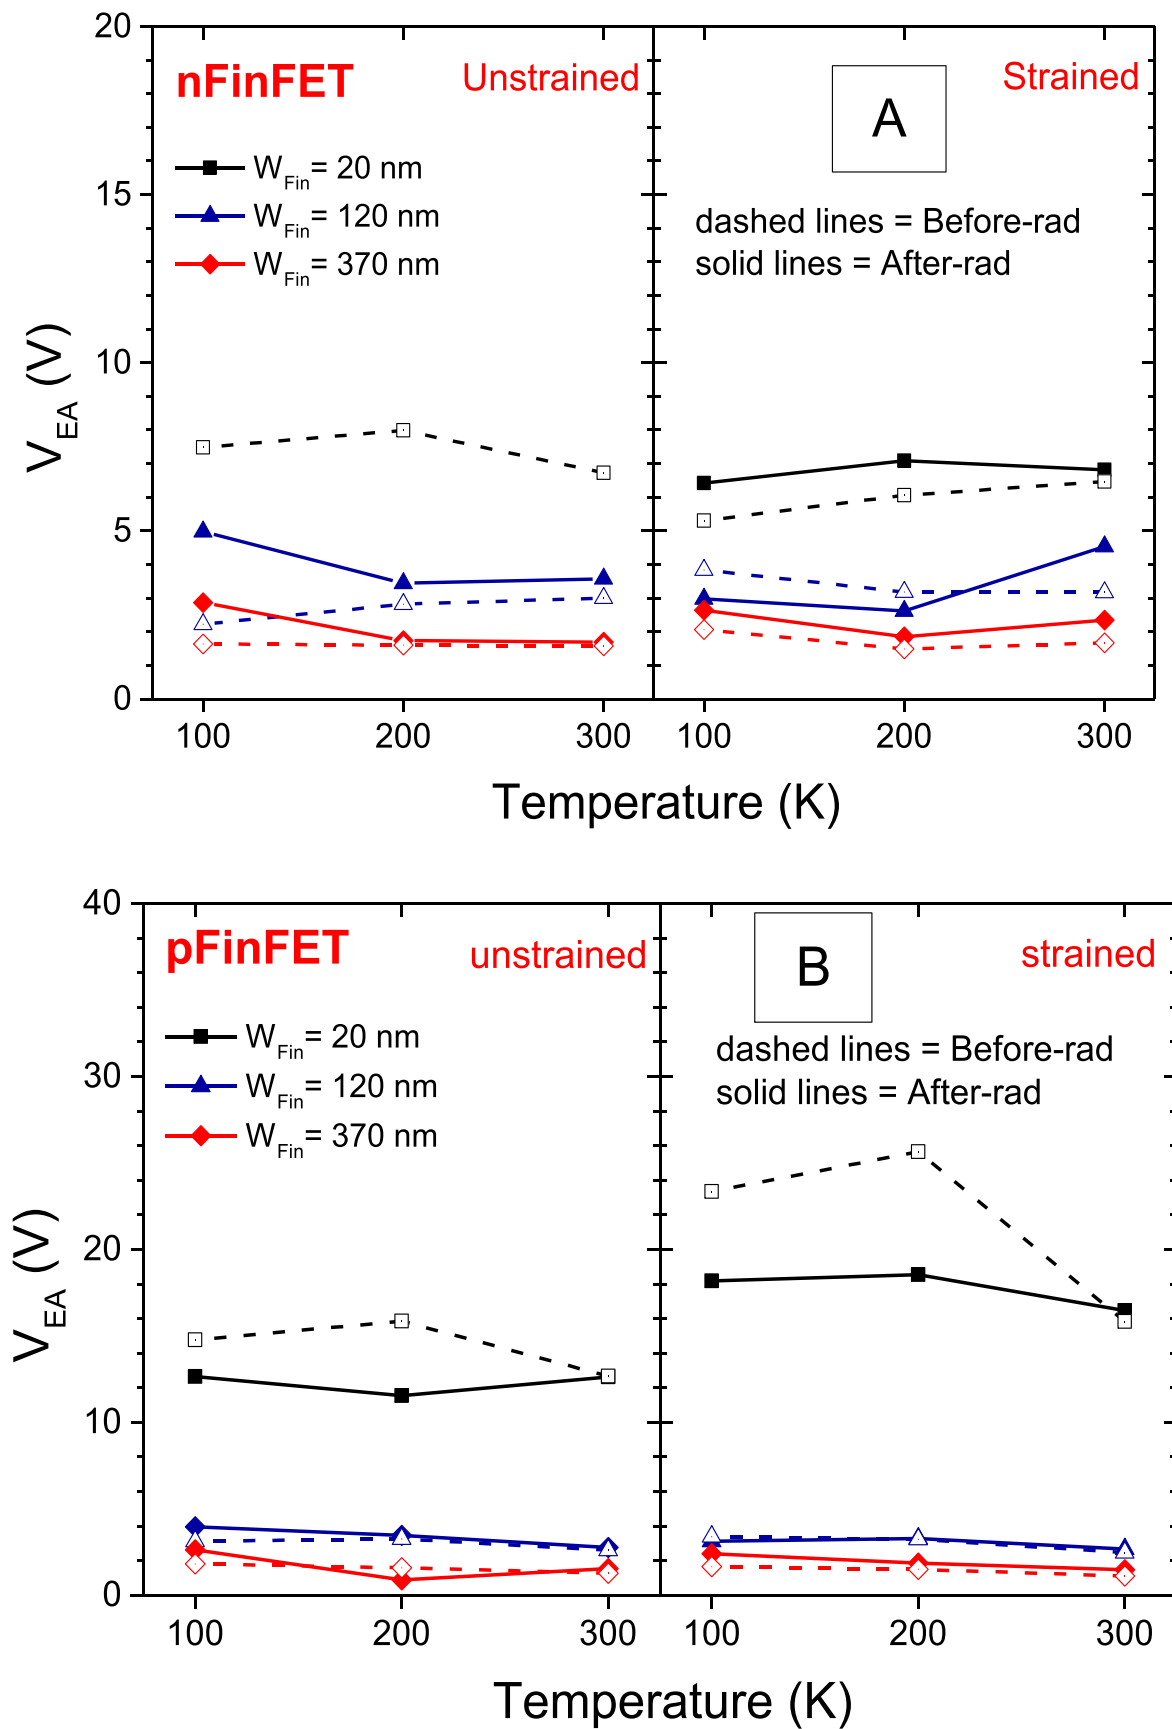 nFinFET
Unstrained
Strained
A
W_Fin= 20 nm
W_Fin= 120 nm
W_Fin= 370 nm
dashed lines = Before-rad
solid lines = After-rad
20
15
10
5
0
V_EA (V)
100 200 300 100 200 300
Temperature (K)
pFinFET
unstrained
strained
B
W_Fin= 20 nm
W_Fin= 120 nm
W_Fin= 370 nm
dashed lines = Before-rad
solid lines = After-rad
40
30
20
10
0
V_EA (V)
100 200 300 100 200 300
Temperature (K)